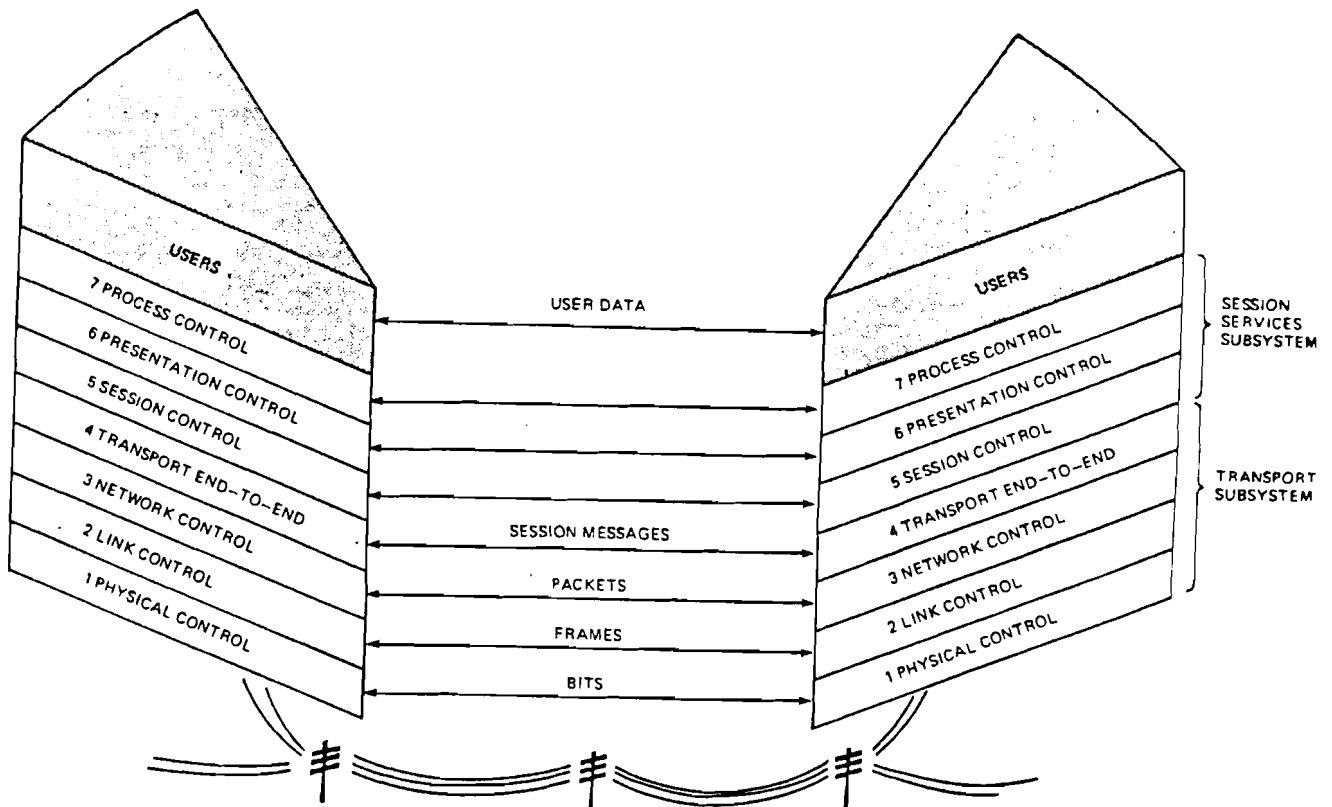 USERS
7 PROCESS CONTROL
6 PRESENTATION CONTROL
5 SESSION CONTROL
4 TRANSPORT END-TO-END
3 NETWORK CONTROL
2 LINK CONTROL
1 PHYSICAL CONTROL
USER DATA
SESSION MESSAGES
PACKETS
FRAMES
BITS
USERS
7 PROCESS CONTROL
6 PRESENTATION CONTROL
5 SESSION CONTROL
4 TRANSPORT END-TO-END
3 NETWORK CONTROL
2 LINK CONTROL
1 PHYSICAL CONTROL
SESSION
SERVICES
SUBSYSTEM
TRANSPORT
SUBSYSTEM